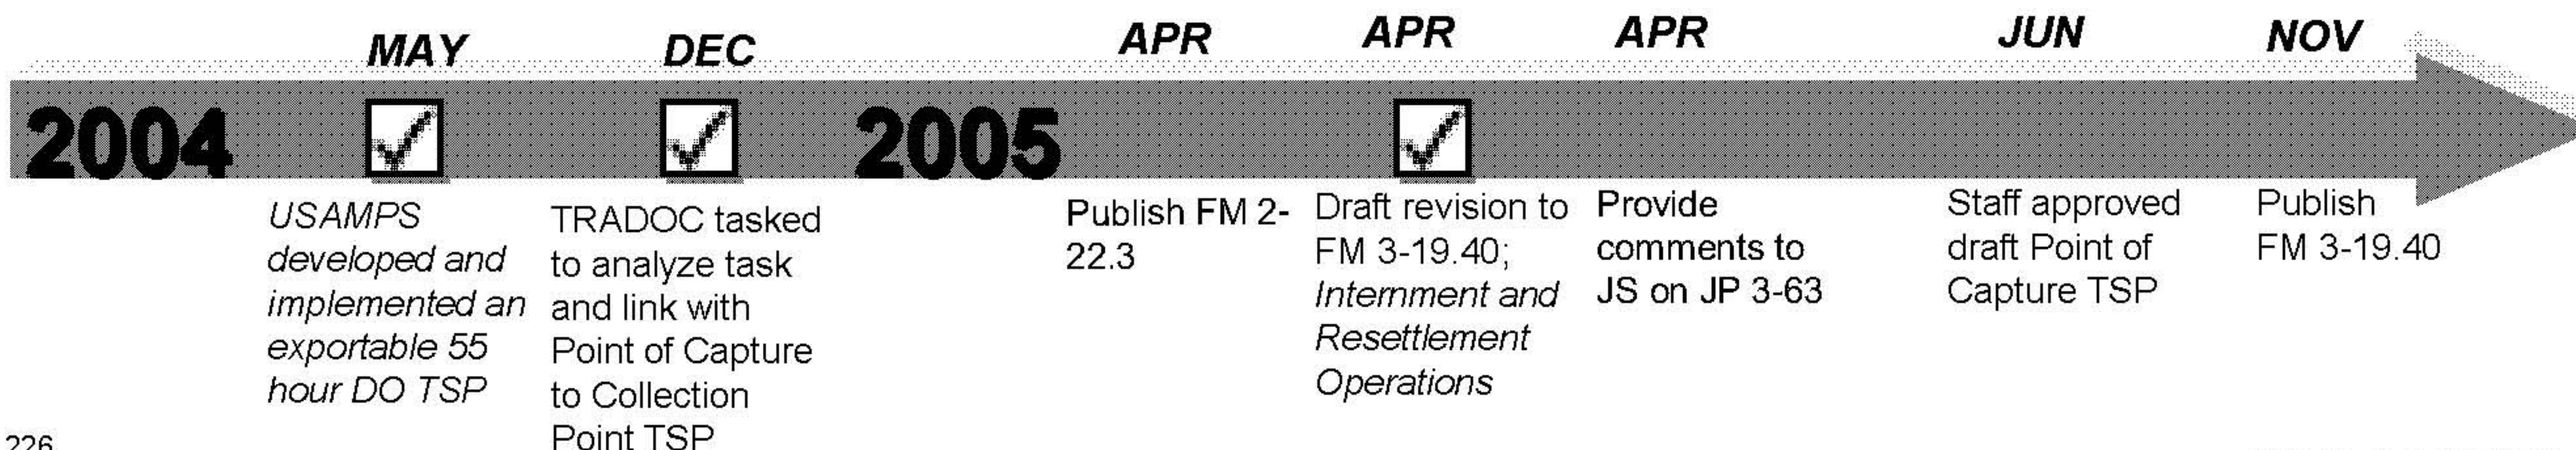 MAY
DEC
APR
APR
APR
JUN
NOV
2004
2005
USAMPS
developed and
implemented an
exportable 55
hour DO TSP
TRADOC tasked
to analyze task
and link with
Point of Capture
to Collection
Point TSP
Publish FM 2-
22.3
Draft revision to
FM 3-19.40;
Internment and
Resettlement
Operations
Provide
comments to
JS on JP 3-63
Staff approved
draft Point of
Capture TSP
Publish
FM 3-19.40
226